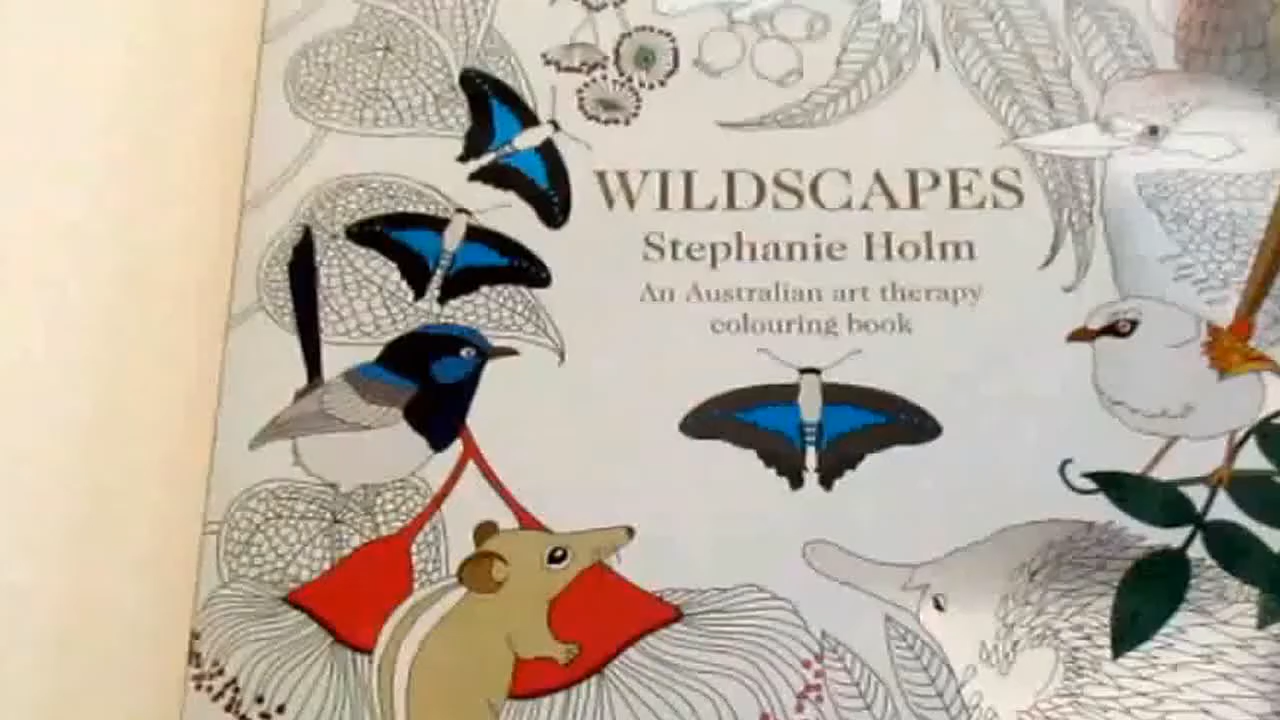 WILDSCAPES
Stephanie Holm
An Australian art therapy
colouring book